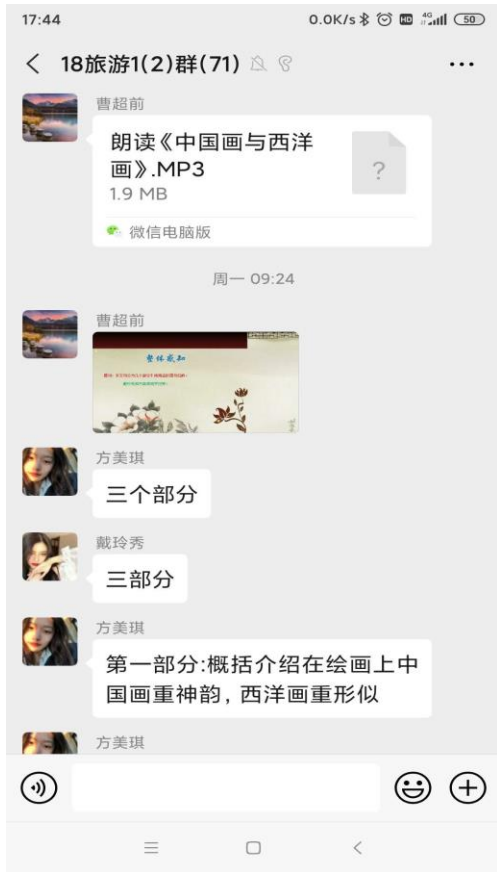 17:44
0.0K/s HD 4G 50
18旅游1(2)群(71)
曹超前
朗读《中国画与西洋
画》.MP3
1.9 MB
?
微信电脑版
周一 09:24
曹超前
整体感知
方美琪
三个部分
戴玲秀
三部分
方美琪
第一部分:概括介绍在绘画上中
国画重神韵，西洋画重形似
方美琪